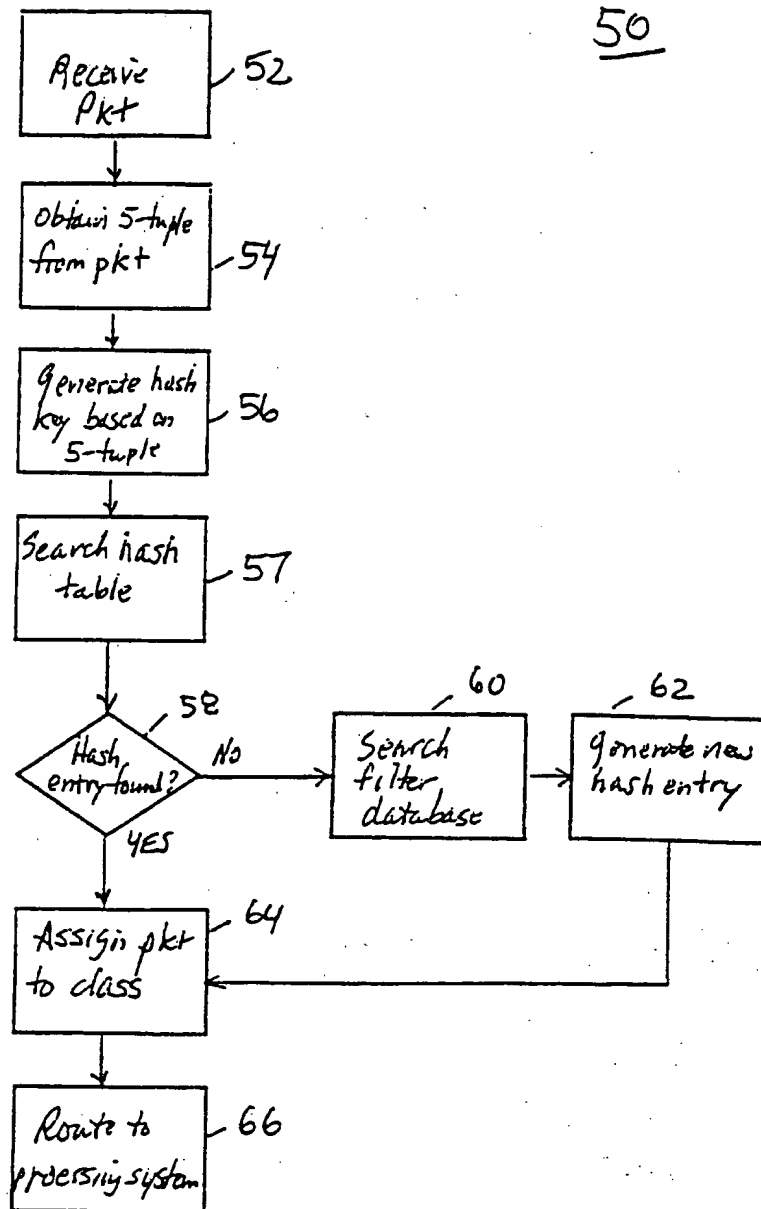 50
Receive
Pkt
52
Obtain 5-tuple
from pkt
54
Generate hash
key based on
5-tuple
56
Search hash
table
57
58
Hash
entry found?
No
YES
60
Search
filter
database
62
Generate new
hash entry
64
Assign pkt
to class
Route to
processing system
66